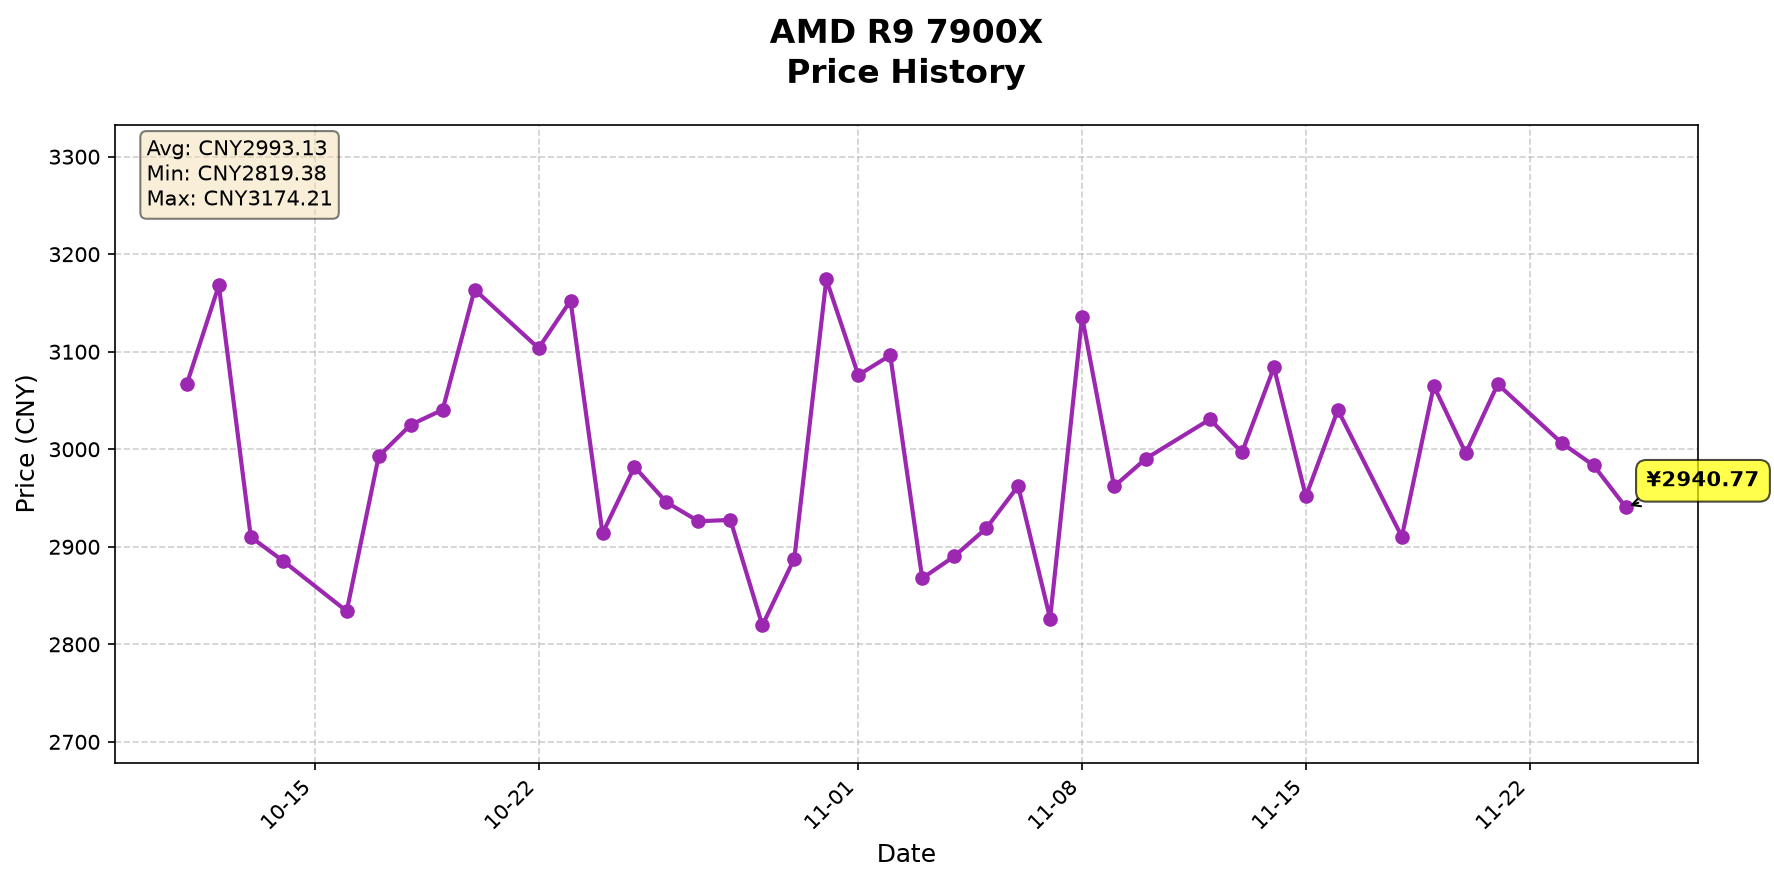 AMD R9 7900X
Price History
Avg: CNY2993.13
Min: CNY2819.38
Max: CNY3174.21
3300
3200
3100
3000
2900
2800
2700
Price (CNY)
¥2940.77
10-15
10-22
11-01
11-08
11-15
11-22
Date